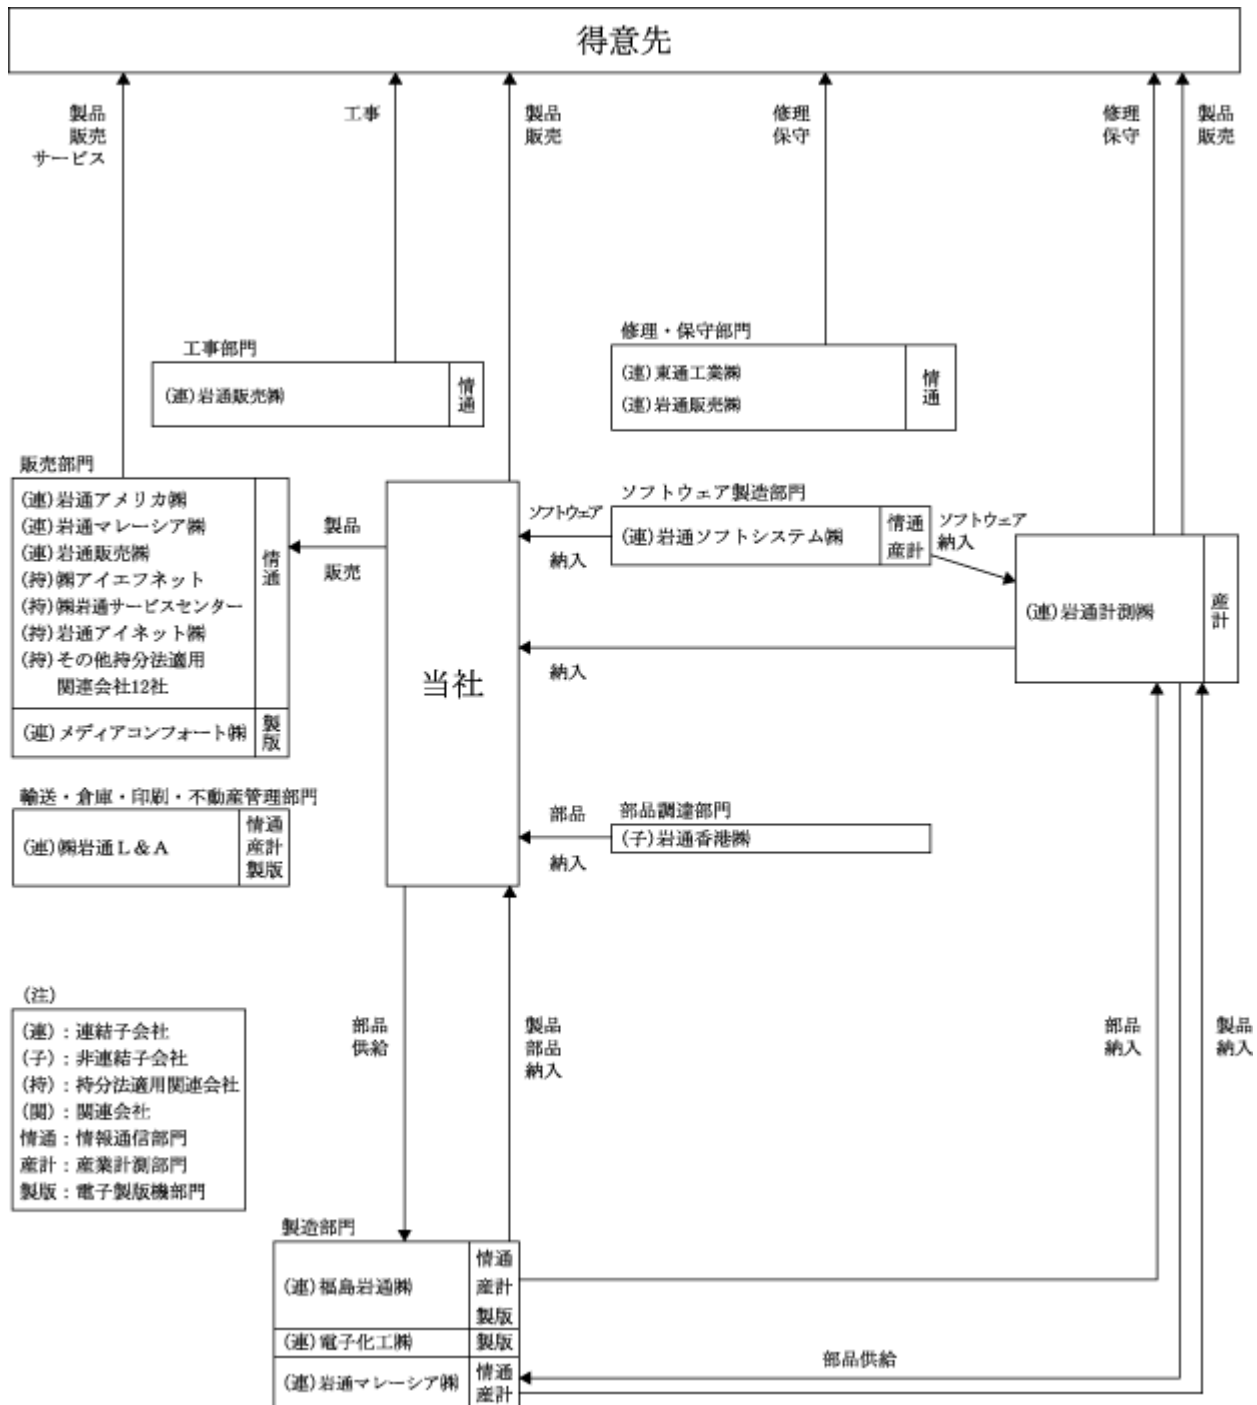 得意先
製品
販売
サービス
工事
製品
販売
修理
保守
修理
保守
製品
販売
工事部門
(連)岩通販売㈱
情通
修理・保守部門
(連)東通工業㈱
(連)岩通販売㈱
情通
販売部門
(連)岩通アメリカ㈱
(連)岩通マレーシア㈱
(連)岩通販売㈱
(持)㈱アイエフネット
(持)㈱岩通サービスセンター
(持)岩通アイネット㈱
(持)その他持分法適用
関連会社12社
情通
(連)メディアコンフォート㈱
製版
製品
販売
当社
ソフトウェア
納入
ソフトウェア製造部門
(連)岩通ソフトシステム㈱
情通
産計
ソフトウェア
納入
(連)岩通計測㈱
産計
納入
輸送・倉庫・印刷・不動産管理部門
(連)㈱岩通L&A
情通
産計
製版
部品
納入
部品調達部門
(子)岩通香港㈱
(注)
(連):連結子会社
(子):非連結子会社
(持):持分法適用関連会社
(関):関連会社
情通:情報通信部門
産計:産業計測部門
製版:電子製版機部門
部品
供給
製品
部品
納入
部品
納入
製品
納入
製造部門
(連)福島岩通㈱
情通
産計
製版
(連)電子化工㈱
製版
(連)岩通マレーシア㈱
情通
産計
部品供給